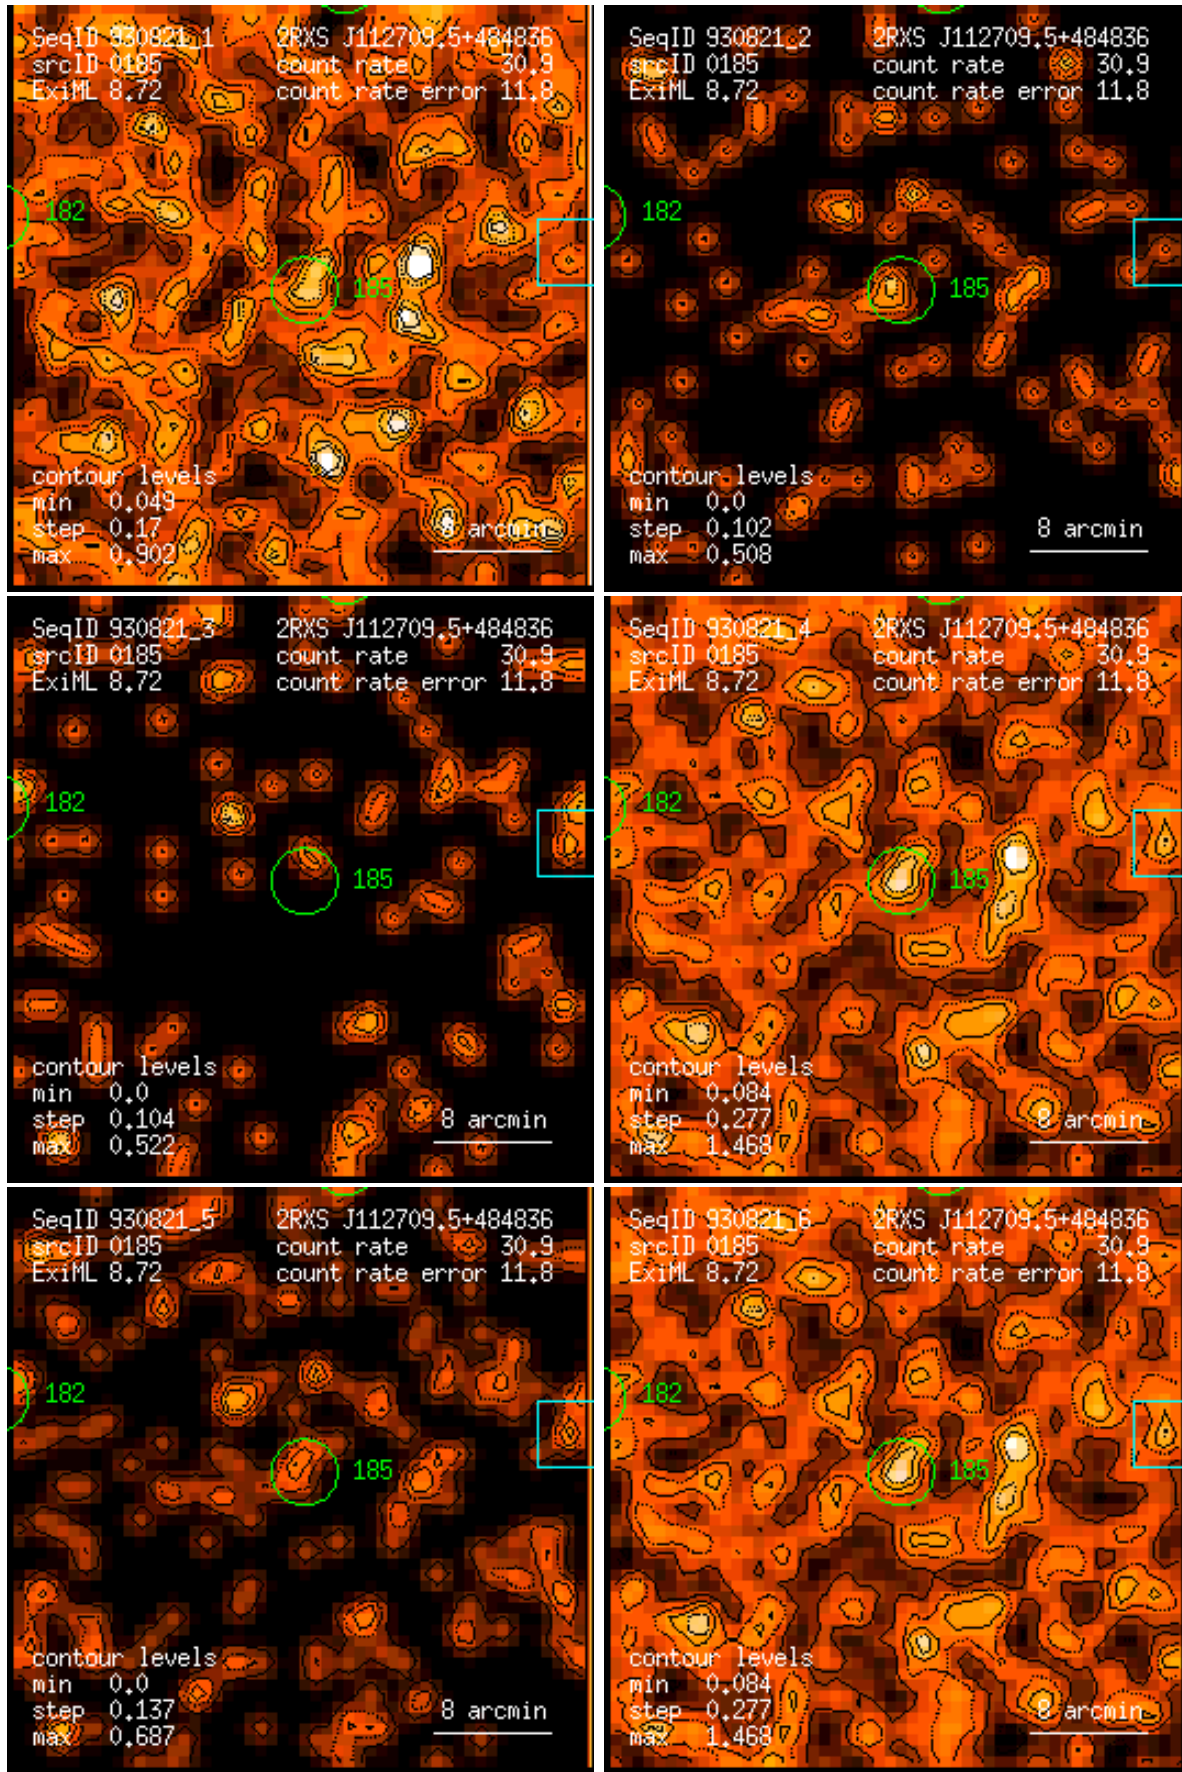 SeqID 930821_1 2RXS J112709.5+484836
srcID 0185 count rate 30.9
ExiML 8.72 count rate error 11.8
182
185
contour levels
min 0.049
step 0.17
max 0.902
8 arcmin
SeqID 930821_2 2RXS J112709.5+484836
srcID 0185 count rate 30.9
ExiML 8.72 count rate error 11.8
182
185
contour levels
min 0.0
step 0.102
max 0.508
8 arcmin
SeqID 930821_3 2RXS J112709.5+484836
srcID 0185 count rate 30.9
ExiML 8.72 count rate error 11.8
182
185
contour levels
min 0.0
step 0.104
max 0.522
8 arcmin
SeqID 930821_4 2RXS J112709.5+484836
srcID 0185 count rate 30.9
ExiML 8.72 count rate error 11.8
182
185
contour levels
min 0.084
step 0.277
max 1.468
8 arcmin
SeqID 930821_5 2RXS J112709.5+484836
srcID 0185 count rate 30.9
ExiML 8.72 count rate error 11.8
182
185
contour levels
min 0.0
step 0.137
max 0.687
8 arcmin
SeqID 930821_6 2RXS J112709.5+484836
srcID 0185 count rate 30.9
ExiML 8.72 count rate error 11.8
182
185
contour levels
min 0.084
step 0.277
max 1.468
8 arcmin